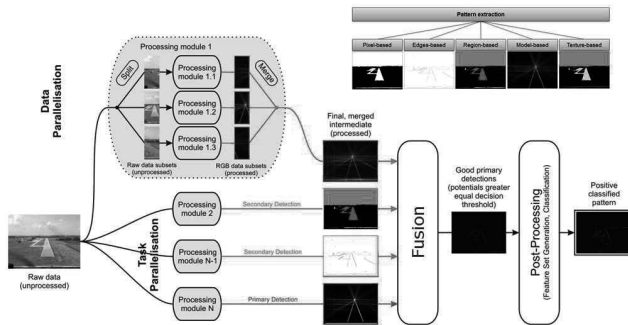 Pattern extraction
Pixel-based
Edges-based
Region-based
Model-based
Texture-based
Processing module 1
Split
Merge
Processing
module 1.1
Processing
module 1.2
Processing
module 1.3
Raw data subsets
(unprocessed)
RGB data subsets
(processed)
Data
Parallelisation
Task
Parallelisation
Raw data
(unprocessed)
Processing
module 2
Processing
module N-1
Processing
module N
Secondary Detection
Secondary Detection
Primary Detection
Final, merged
intermediate
(processed)
Fusion
Good primary
detections
(potentials greater
equal decision
threshold)
Post-Processing
(Feature Set Generation, Classification)
Positive
classified
pattern